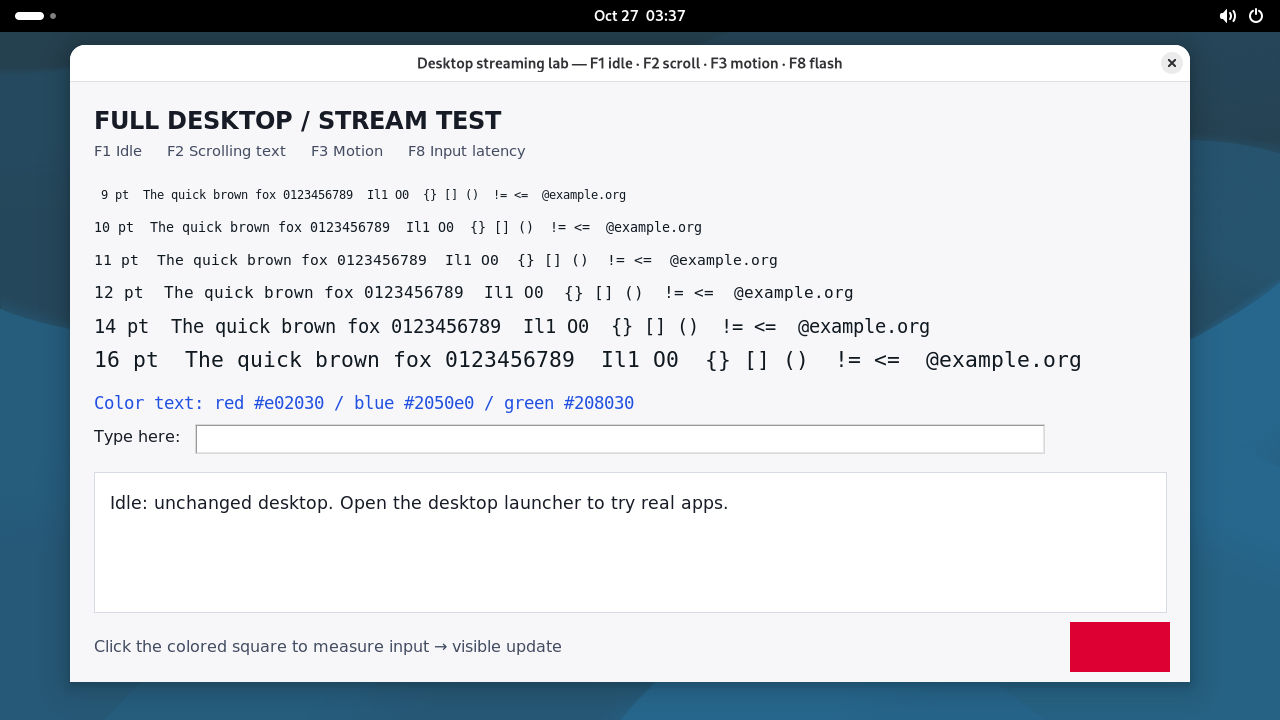 Oct 27 03:37
Desktop streaming lab — F1 idle · F2 scroll · F3 motion · F8 flash
FULL DESKTOP / STREAM TEST
F1 Idle F2 Scrolling text F3 Motion F8 Input latency
9 pt The quick brown fox 0123456789 Il1 O0 {} [] () != <= @example.org
10 pt The quick brown fox 0123456789 Il1 O0 {} [] () != <= @example.org
11 pt The quick brown fox 0123456789 Il1 O0 {} [] () != <= @example.org
12 pt The quick brown fox 0123456789 Il1 O0 {} [] () != <= @example.org
14 pt The quick brown fox 0123456789 Il1 O0 {} [] () != <= @example.org
16 pt The quick brown fox 0123456789 Il1 O0 {} [] () != <= @example.org
Color text: red #e02030 / blue #2050e0 / green #208030
Type here:
Idle: unchanged desktop. Open the desktop launcher to try real apps.
Click the colored square to measure input → visible update